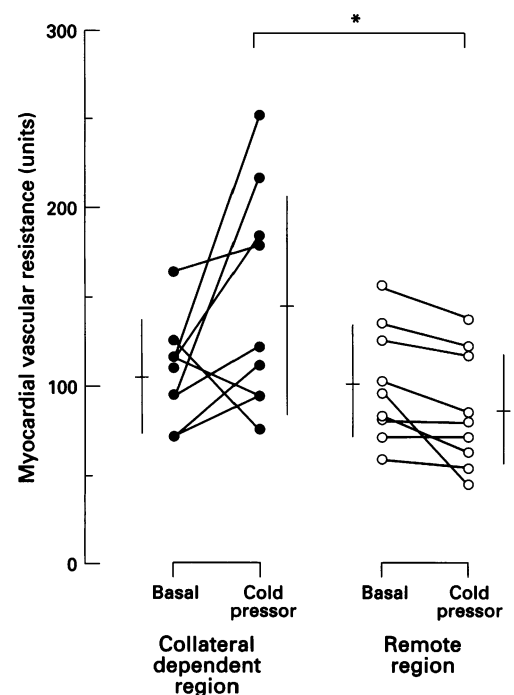 *
300
200
100
0
Myocardial vascular resistance (units)
Basal
Cold
pressor
Basal
Cold
pressor
Collateral
dependent
region
Remote
region